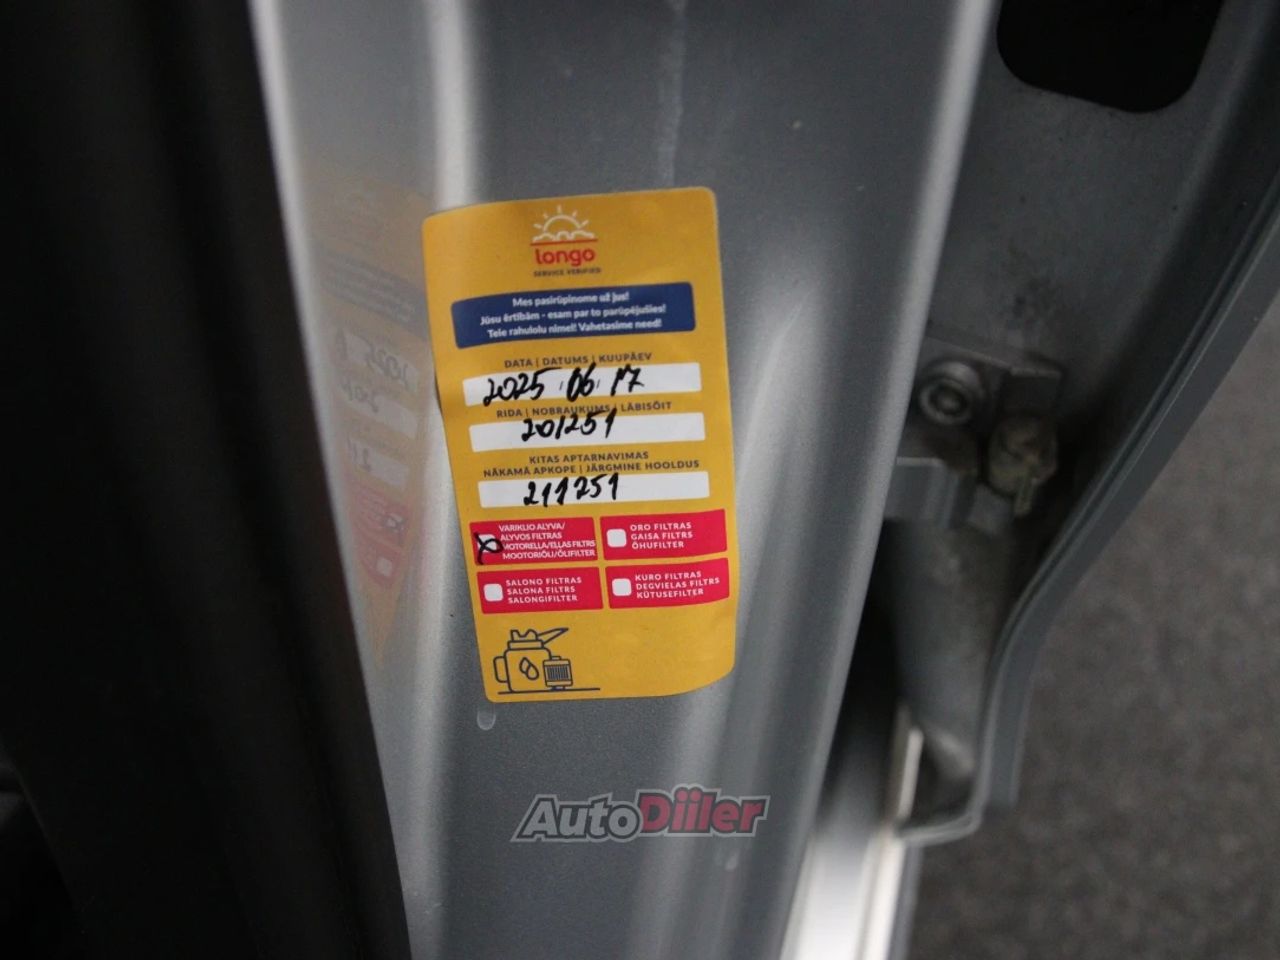 longo
SERVICE VERIFIED
Mes pasirūpinome už jus!
Jūsu ērtībām - esam par to parūpējušies!
Teie rahulolu nimel! Vahetasime need!
DATA | DATUMS | KUUPÄEV
2025.06.17
RIDA | NOBRAUKUMS | LÄBISÕIT
201251
KITAS APTARNAVIMAS
NĀKAMĀ APKOPE | JÄRGMINE HOOLDUS
211251
VARIKLIO ALYVA/
ALYVOS FILTRAS
MOTORELLA/ELLAS FILTRS
MOOTORIÕLI/ÕLIFILTER
ORO FILTRAS
GAISA FILTRS
ÕHUFILTER
SALONO FILTRAS
SALONA FILTRS
SALONGIFILTER
KURO FILTRAS
DEGVIELAS FILTRS
KÜTUSEFILTER
AutoDiiler